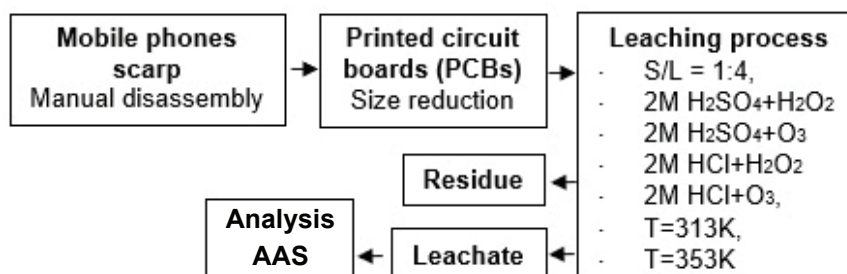 Mobile phones
scarp
Manual disassembly
Printed circuit
boards (PCBs)
Size reduction
Leaching process
- S/L = 1:4,
- 2M H₂SO₄+H₂O₂
- 2M H₂SO₄+O₃
- 2M HCl+H₂O₂
- 2M HCl+O₃,
- T=313K,
- T=353K
Residue
Leachate
Analysis
AAS